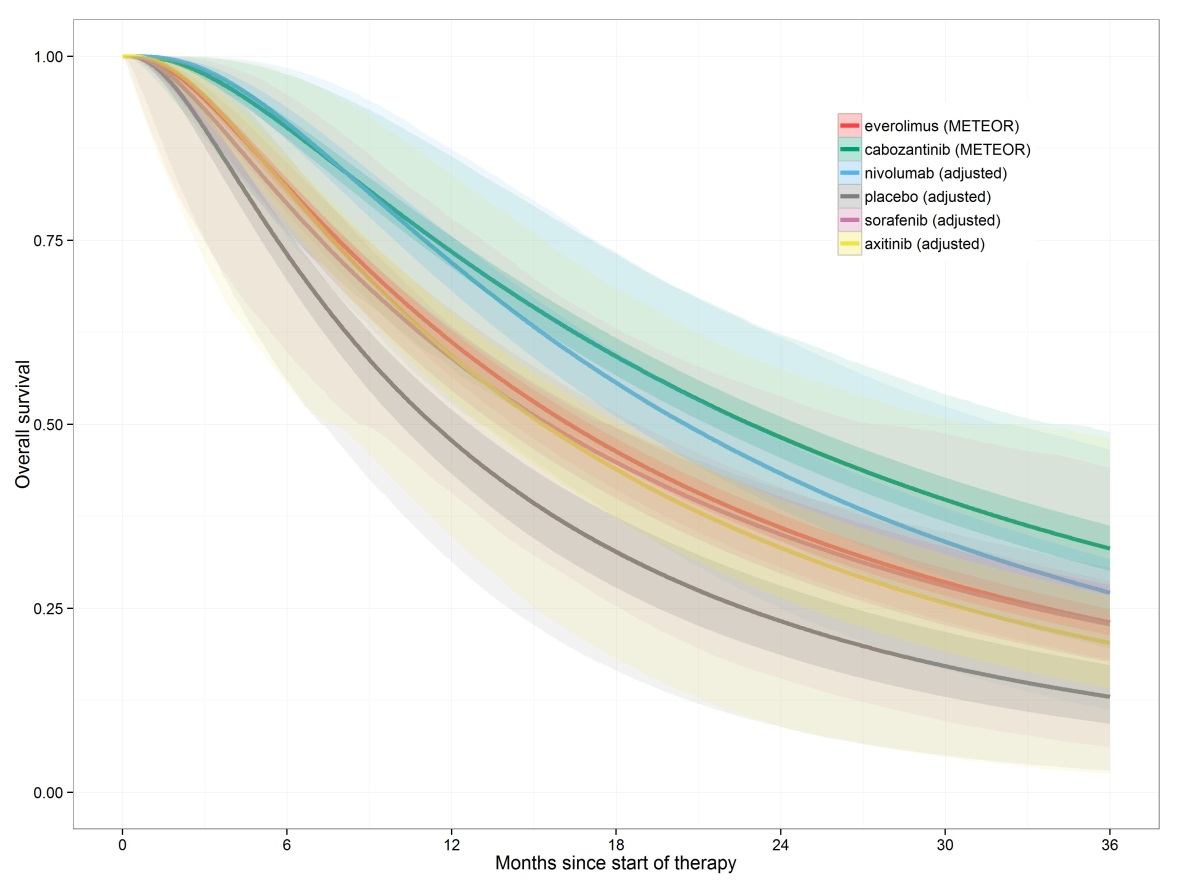 1.00
0.75
0.50
0.25
0.00
Overall survival
everolimus (METEOR)
cabozantinib (METEOR)
nivolumab (adjusted)
placebo (adjusted)
sorafenib (adjusted)
axitinib (adjusted)
0 6 12 18 24 30 36
Months since start of therapy